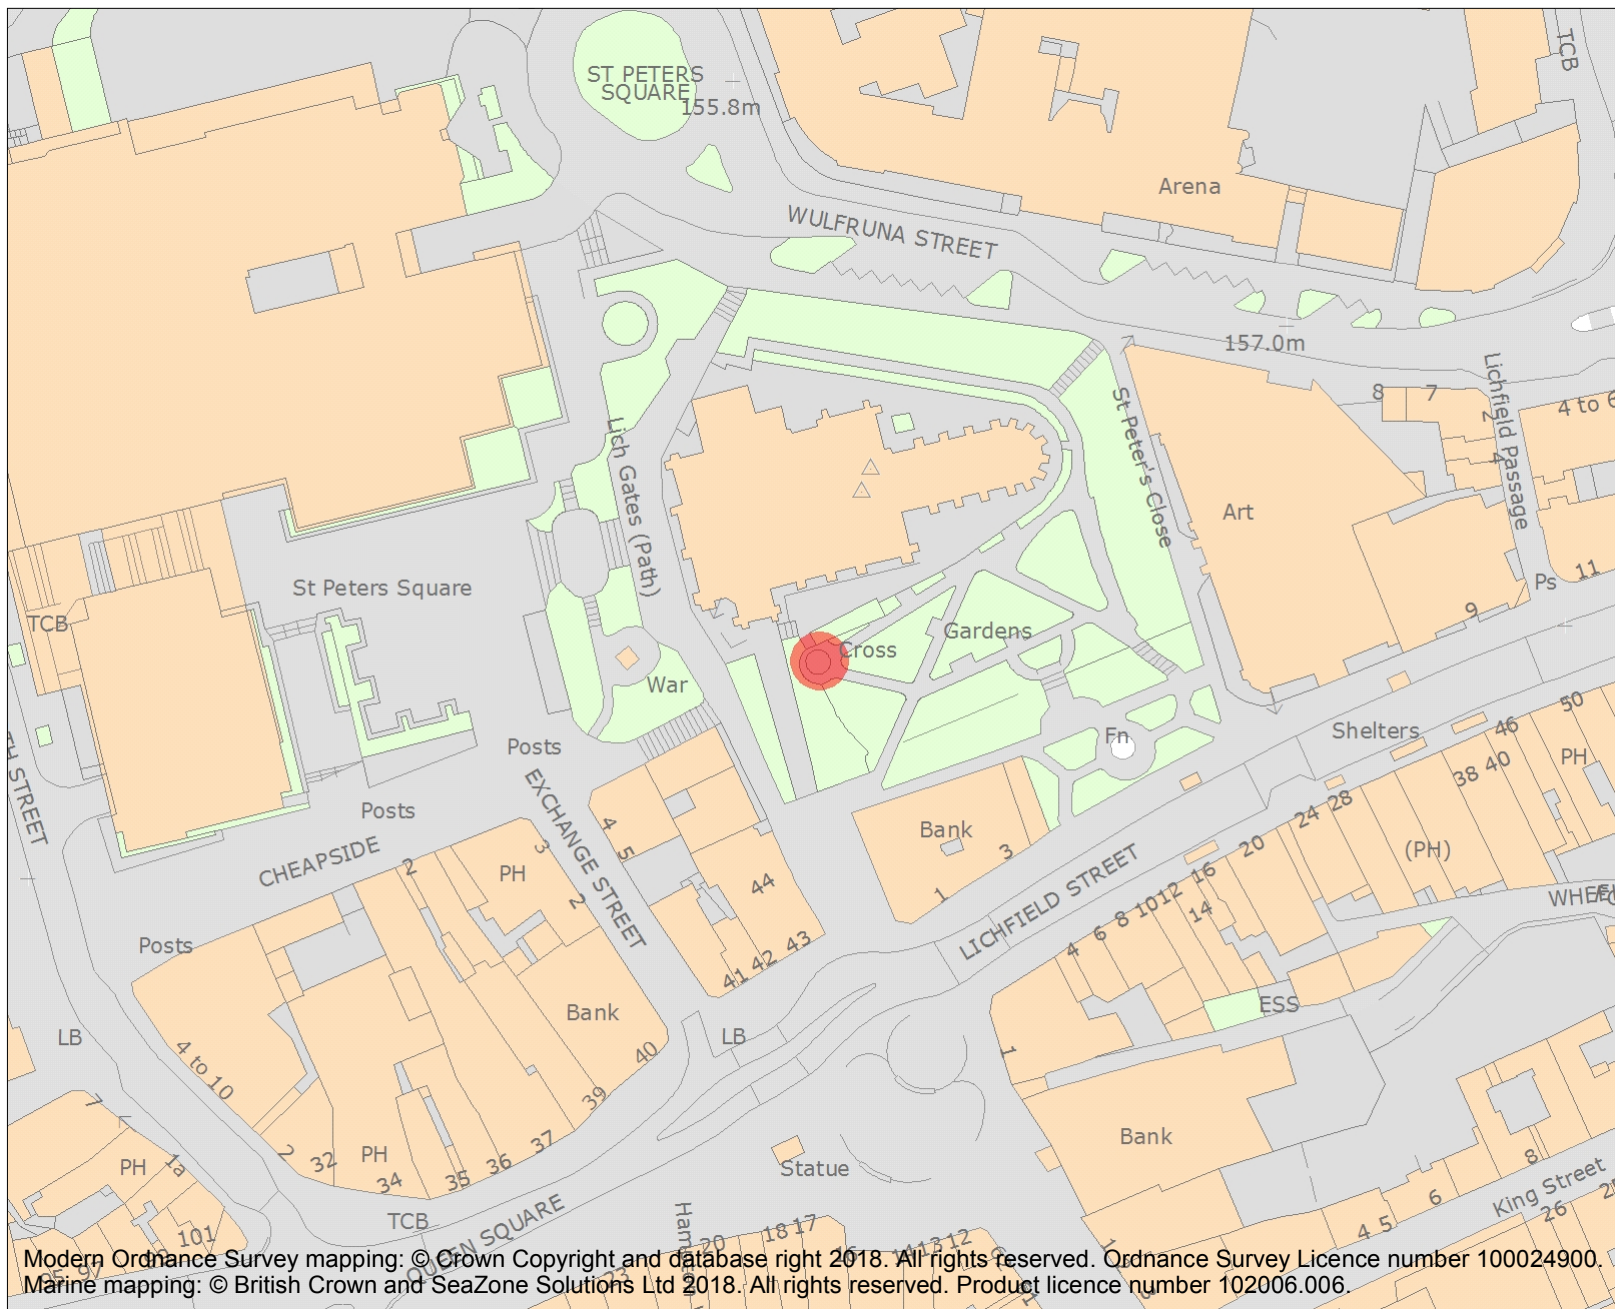 ST PETERS
SQUARE
155.8m
TCB
Arena
WULFRUNA STREET
157.0m
Lichfield Passage
8
7
2
4
4 to 6
St Peter's Close
Lich Gates (Path)
Art
St Peters Square
TCB
Ps
11
9
Gardens
Cross
War
Fn
Shelters
50
46
PH
38 40
Posts
Posts
TH STREET
EXCHANGE STREET
CHEAPSIDE
4
5
3
2
PH
2
Bank
3
1
28
24
(PH)
20
16
14
1012
8
6
4
LICHFIELD STREET
44
43
42
41
Posts
WHEE
ESS
Bank
LB
LB
40
39
37
36
35
34
PH
32
2
4 to 10
1
7
PH
1a
101
Bank
Statue
TCB
QUEEN SQUARE
King Street
8
6
5
4
26
20
18 17
13 12
23
Modern Ordnance Survey mapping: © Crown Copyright and database right 2018. All rights reserved. Ordnance Survey Licence number 100024900.
Marine mapping: © British Crown and SeaZone Solutions Ltd 2018. All rights reserved. Product licence number 102006.006.